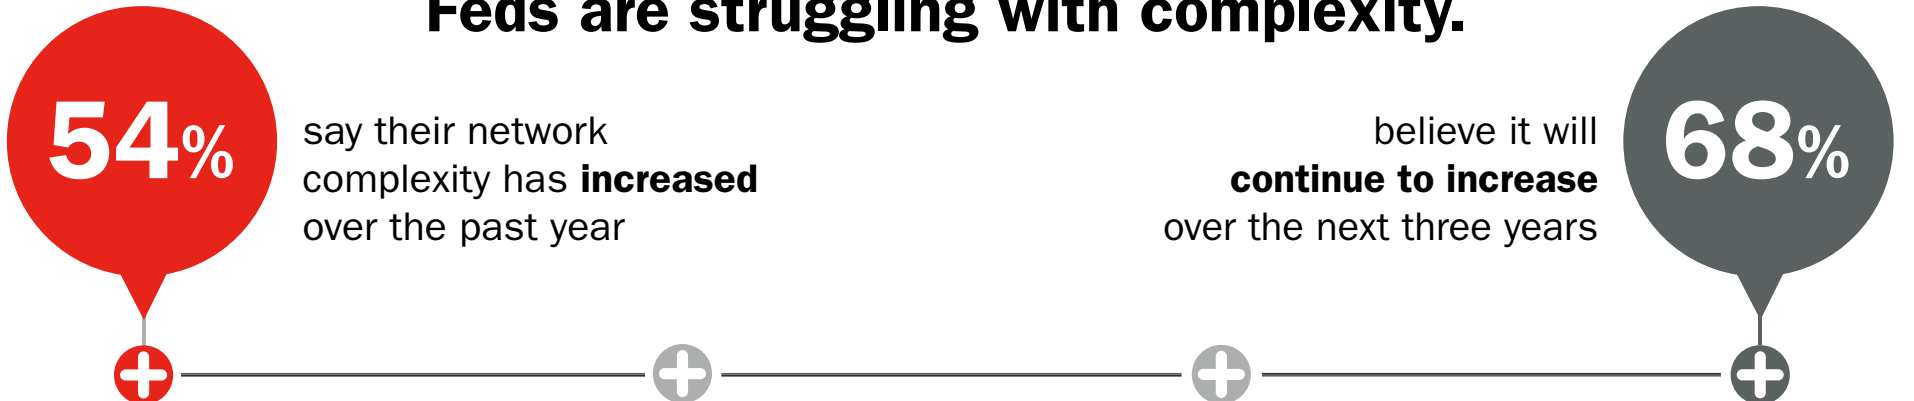 Feds are struggling with complexity.
54%
say their network
complexity has increased
over the past year
believe it will
continue to increase
over the next three years
68%